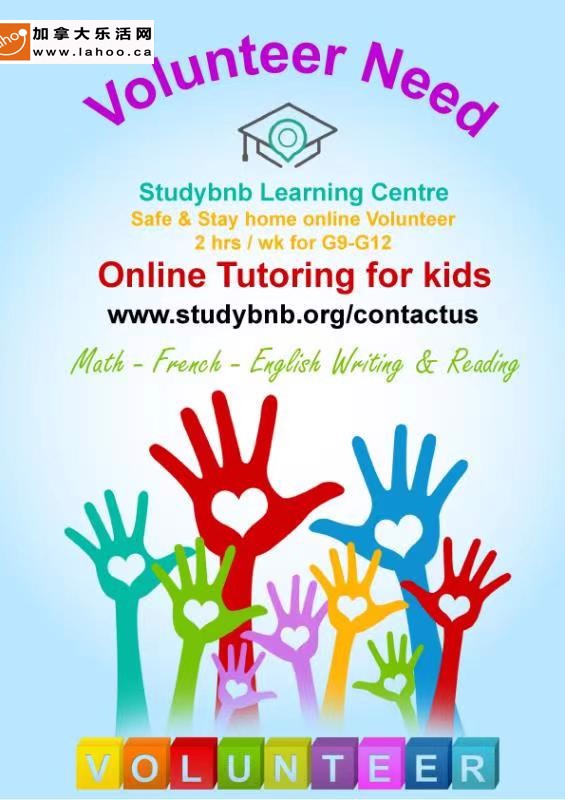 加拿大乐活网
www.lahoo.ca
Volunteer Need
Studybnb Learning Centre
Safe & Stay home online Volunteer
2 hrs / wk for G9-G12
Online Tutoring for kids
www.studybnb.org/contactus
Math - French - English Writing & Reading
VOLUNTEER